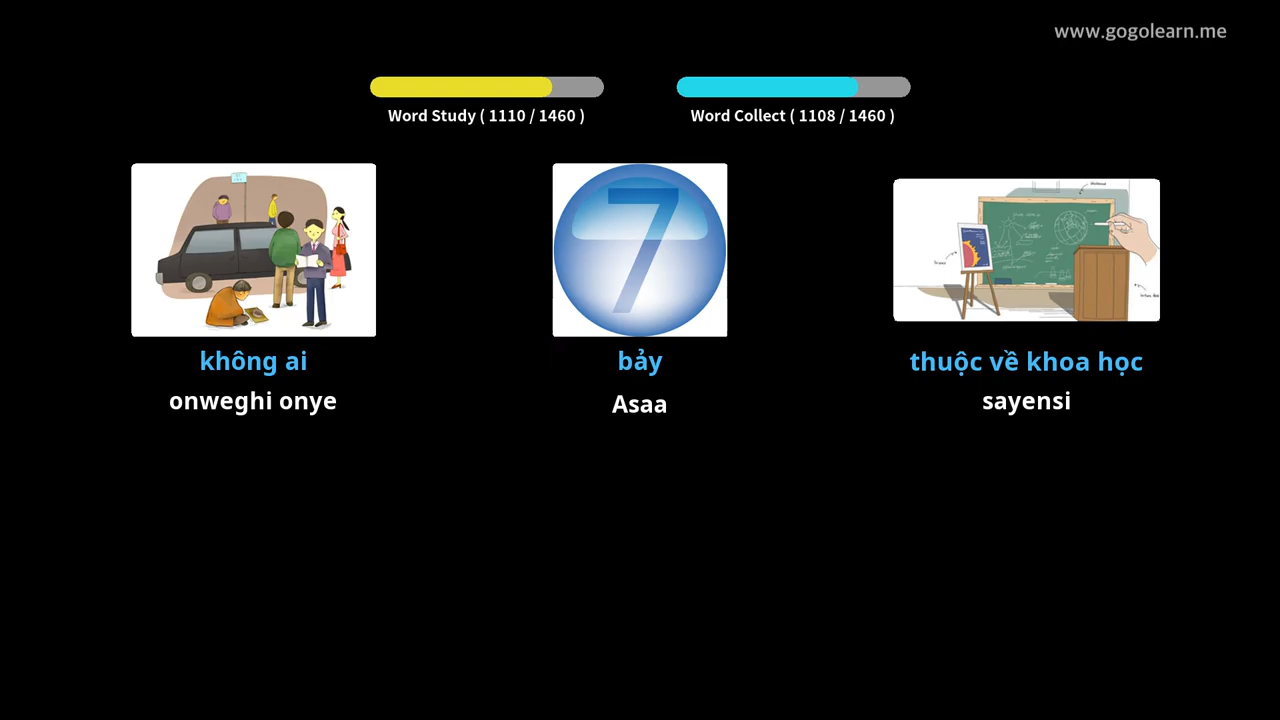 www.gogolearn.me
Word Study ( 1110 / 1460 )
Word Collect ( 1108 / 1460 )
7
không ai
bảy
thuộc về khoa học
onweghi onye
Asaa
sayensi